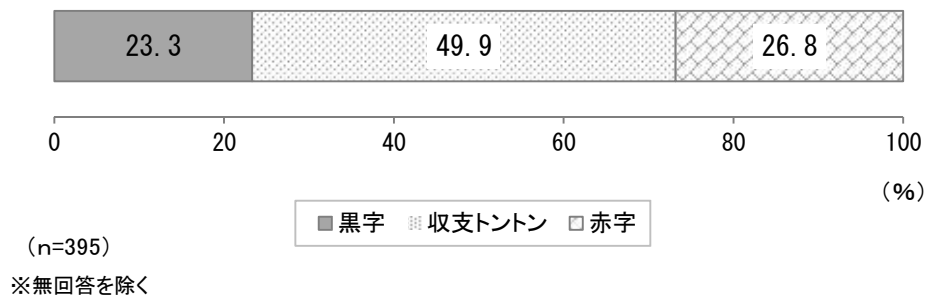 23.3 49.9 26.8
0 20 40 60 80 100
(%)
黒字 収支トントン 赤字
(n=395)
※無回答を除く